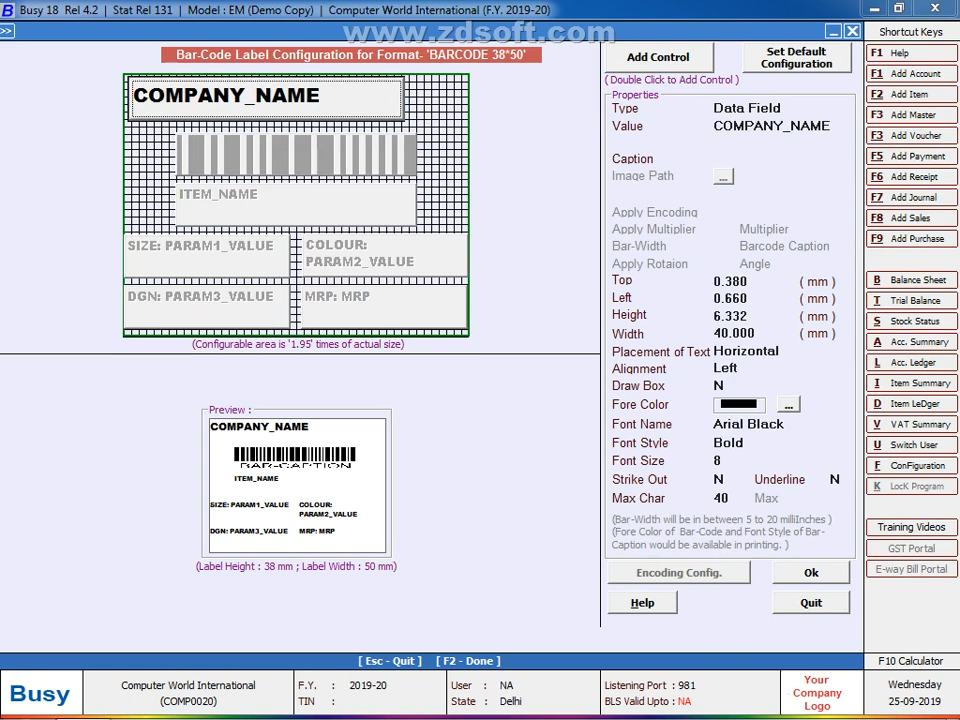 Busy 18 Rel 4.2 | Stat Rel 131 | Model : EM (Demo Copy) | Computer World International (F.Y. 2019-20)
>>
www.zdsoft.com
Bar-Code Label Configuration for Format- 'BARCODE 38*50'
COMPANY_NAME
ITEM_NAME
SIZE: PARAM1_VALUE
COLOUR:
PARAM2_VALUE
DGN: PARAM3_VALUE
MRP: MRP
(Configurable area is '1.95' times of actual size)
Preview :
COMPANY_NAME
BAR-CAPTION
ITEM_NAME
SIZE: PARAM1_VALUE
COLOUR:
PARAM2_VALUE
DGN: PARAM3_VALUE
MRP: MRP
(Label Height : 38 mm ; Label Width : 50 mm)
Add Control
Set Default
Configuration
( Double Click to Add Control )
Properties
Type Data Field
Value COMPANY_NAME
Caption
Image Path ...
Apply Encoding
Apply Multiplier Multiplier
Bar-Width Barcode Caption
Apply Rotaion Angle
Top 0.380 ( mm )
Left 0.660 ( mm )
Height 6.332 ( mm )
Width 40.000 ( mm )
Placement of Text Horizontal
Alignment Left
Draw Box N
Fore Color ...
Font Name Arial Black
Font Style Bold
Font Size 8
Strike Out N Underline N
Max Char 40 Max
(Bar-Width will be in between 5 to 20 milliInches )
(Fore Color of Bar-Code and Font Style of Bar-
Caption would be available in printing. )
Encoding Config.
Ok
Help
Quit
Shortcut Keys
F1 Help
F1 Add Account
F2 Add Item
F3 Add Master
F3 Add Voucher
F5 Add Payment
F6 Add Receipt
F7 Add Journal
F8 Add Sales
F9 Add Purchase
B Balance Sheet
T Trial Balance
S Stock Status
A Acc. Summary
L Acc. Ledger
I Item Summary
D Item LeDger
V VAT Summary
U Switch User
F ConFiguration
K LocK Program
Training Videos
GST Portal
E-way Bill Portal
[ Esc - Quit ] [ F2 - Done ]
F10 Calculator
Busy
Computer World International
(COMP0020)
F.Y. : 2019-20
TIN :
User : NA
State : Delhi
Listening Port : 981
BLS Valid Upto : NA
Your
Company
Logo
Wednesday
25-09-2019